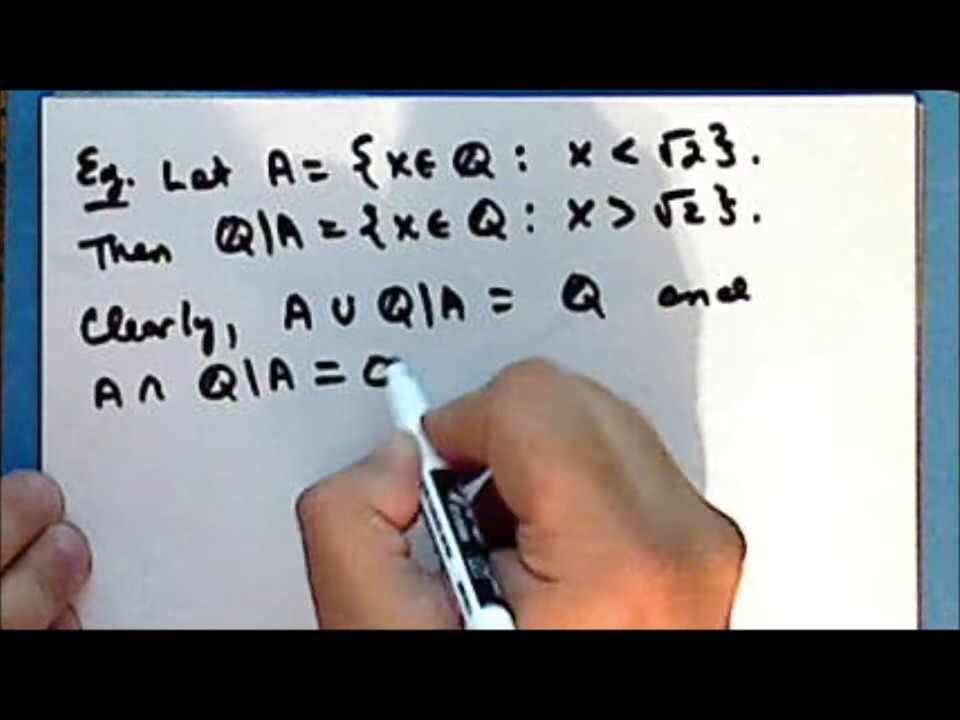 Eg. Let A = {x ∈ ℚ : x < √2}.
Then ℚ\A = {x ∈ ℚ : x > √2}.
Clearly, A ∪ ℚ\A = ℚ and
A ∩ ℚ\A =